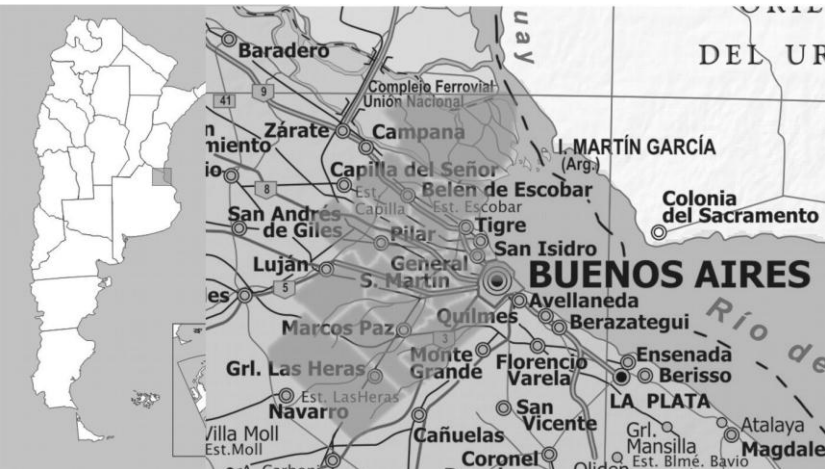 Baradero
uay
DEL UR
9
41
Complejo Ferrovial
Unión Nacional
Zárate
Campana
miento
I. MARTÍN GARCÍA
(Arg.)
io
8
Capilla del Señor
Est.
Capilla
Belén de Escobar
Est. Escobar
Colonia
del Sacramento
San Andrés
de Giles
Tigre
Pilar
San Isidro
Luján
General
S. Martín
BUENOS AIRES
5
es
Avellaneda
Quilmes
Berazategui
Río de
Marcos Paz
3
Monte
Grande
Florencio
Varela
Ensenada
Berisso
Grl. Las Heras
Est. LasHeras
Navarro
LA PLATA
San
Vicente
Villa Moll
Est.Moll
Cañuelas
Grl.
Mansilla
Atalaya
Magdale
Coronel
Est. Blmé. Bavio